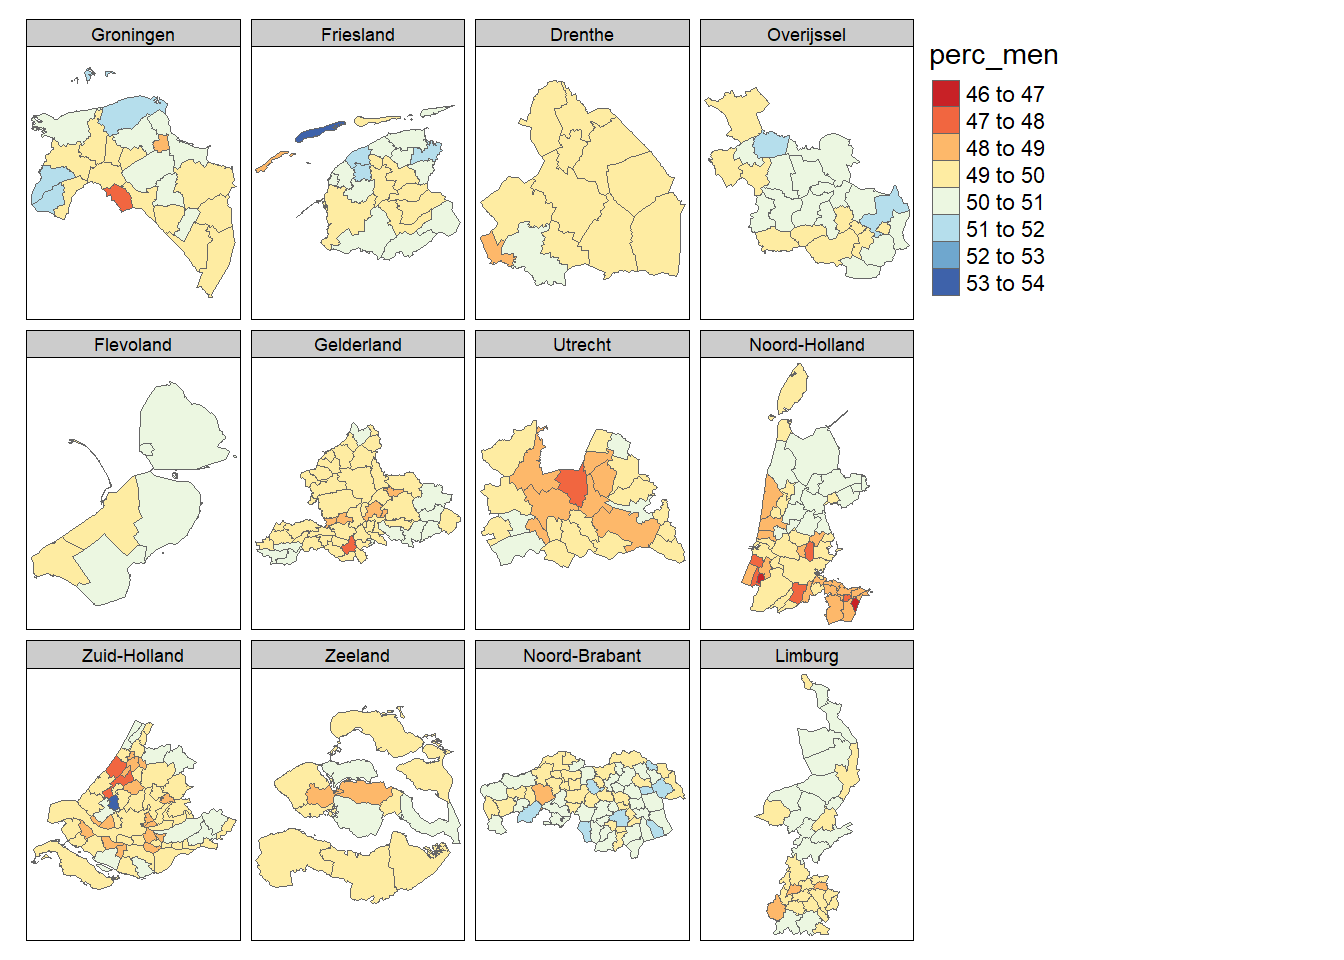 Groningen
Friesland
Drenthe
Overijssel
perc_men
46 to 47
47 to 48
48 to 49
49 to 50
50 to 51
51 to 52
52 to 53
53 to 54
Flevoland
Gelderland
Utrecht
Noord-Holland
Zuid-Holland
Zeeland
Noord-Brabant
Limburg